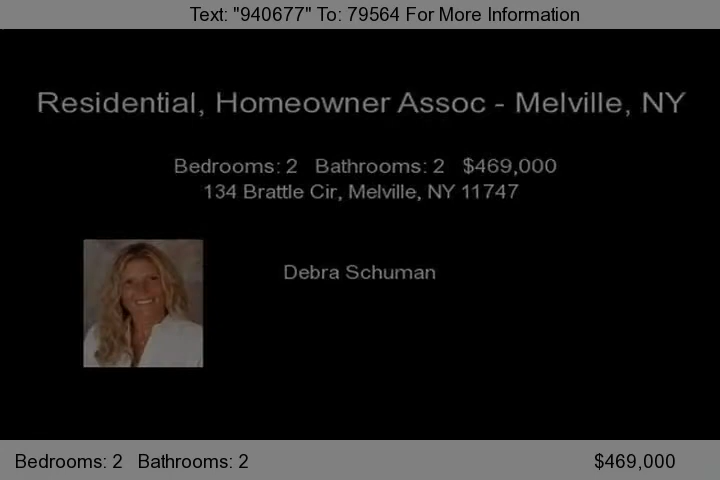 Text: "940677" To: 79564 For More Information
Residential, Homeowner Assoc - Melville, NY
Bedrooms: 2 Bathrooms: 2 $469,000
134 Brattle Cir, Melville, NY 11747
Debra Schuman
Bedrooms: 2 Bathrooms: 2 $469,000